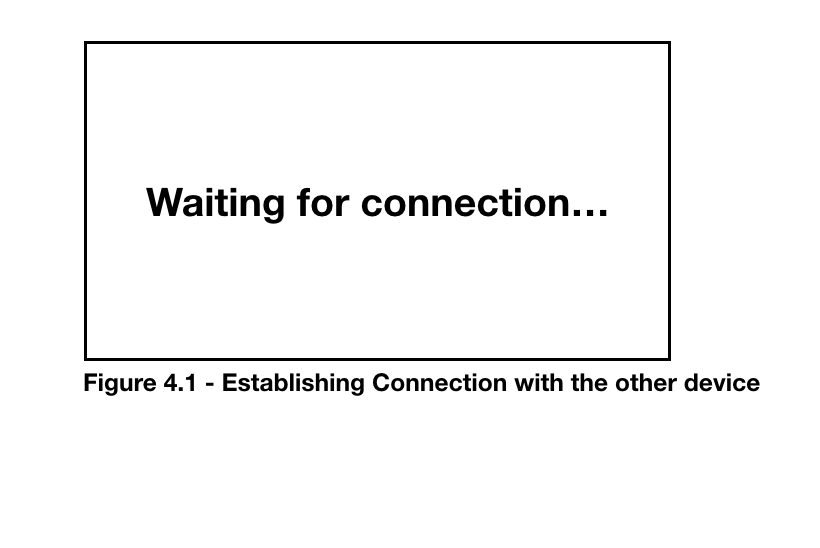 Waiting for connection…
Figure 4.1 - Establishing Connection with the other device